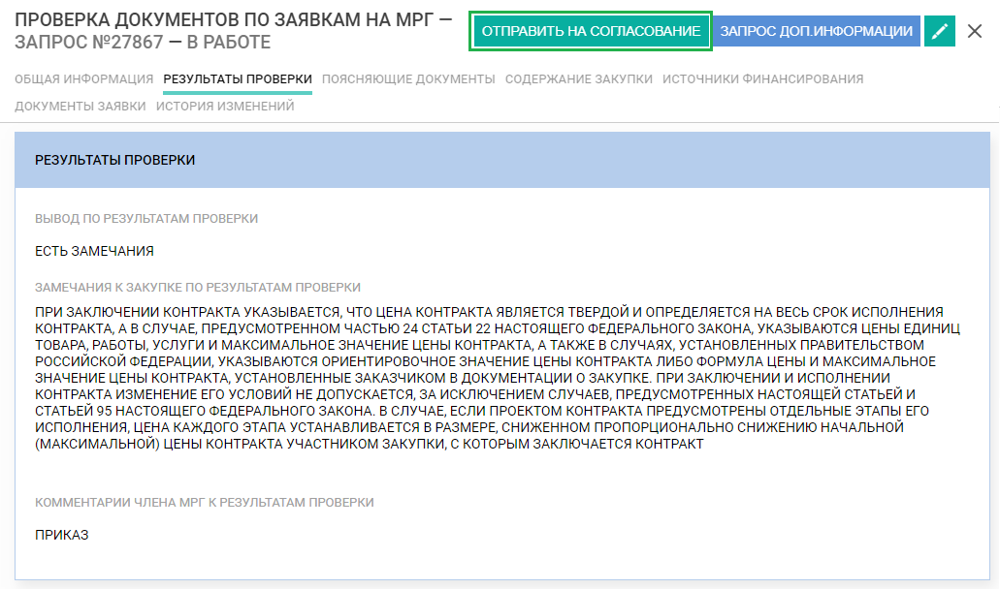 ПРОВЕРКА ДОКУМЕНТОВ ПО ЗАЯВКАМ НА МРГ —
ЗАПРОС №27867 — В РАБОТЕ
ОТПРАВИТЬ НА СОГЛАСОВАНИЕ
ЗАПРОС ДОП.ИНФОРМАЦИИ
ОБЩАЯ ИНФОРМАЦИЯ РЕЗУЛЬТАТЫ ПРОВЕРКИ ПОЯСНЯЮЩИЕ ДОКУМЕНТЫ СОДЕРЖАНИЕ ЗАКУПКИ ИСТОЧНИКИ ФИНАНСИРОВАНИЯ
ДОКУМЕНТЫ ЗАЯВКИ ИСТОРИЯ ИЗМЕНЕНИЙ
РЕЗУЛЬТАТЫ ПРОВЕРКИ
ВЫВОД ПО РЕЗУЛЬТАТАМ ПРОВЕРКИ
ЕСТЬ ЗАМЕЧАНИЯ
ЗАМЕЧАНИЯ К ЗАКУПКЕ ПО РЕЗУЛЬТАТАМ ПРОВЕРКИ
ПРИ ЗАКЛЮЧЕНИИ КОНТРАКТА УКАЗЫВАЕТСЯ, ЧТО ЦЕНА КОНТРАКТА ЯВЛЯЕТСЯ ТВЕРДОЙ И ОПРЕДЕЛЯЕТСЯ НА ВЕСЬ СРОК ИСПОЛНЕНИЯ
КОНТРАКТА, А В СЛУЧАЕ, ПРЕДУСМОТРЕННОМ ЧАСТЬЮ 24 СТАТЬИ 22 НАСТОЯЩЕГО ФЕДЕРАЛЬНОГО ЗАКОНА, УКАЗЫВАЮТСЯ ЦЕНЫ ЕДИНИЦ
ТОВАРА, РАБОТЫ, УСЛУГИ И МАКСИМАЛЬНОЕ ЗНАЧЕНИЕ ЦЕНЫ КОНТРАКТА, А ТАКЖЕ В СЛУЧАЯХ, УСТАНОВЛЕННЫХ ПРАВИТЕЛЬСТВОМ
РОССИЙСКОЙ ФЕДЕРАЦИИ, УКАЗЫВАЮТСЯ ОРИЕНТИРОВОЧНОЕ ЗНАЧЕНИЕ ЦЕНЫ КОНТРАКТА ЛИБО ФОРМУЛА ЦЕНЫ И МАКСИМАЛЬНОЕ
ЗНАЧЕНИЕ ЦЕНЫ КОНТРАКТА, УСТАНОВЛЕННЫЕ ЗАКАЗЧИКОМ В ДОКУМЕНТАЦИИ О ЗАКУПКЕ. ПРИ ЗАКЛЮЧЕНИИ И ИСПОЛНЕНИИ
КОНТРАКТА ИЗМЕНЕНИЕ ЕГО УСЛОВИЙ НЕ ДОПУСКАЕТСЯ, ЗА ИСКЛЮЧЕНИЕМ СЛУЧАЕВ, ПРЕДУСМОТРЕННЫХ НАСТОЯЩЕЙ СТАТЬЕЙ И
СТАТЬЕЙ 95 НАСТОЯЩЕГО ФЕДЕРАЛЬНОГО ЗАКОНА. В СЛУЧАЕ, ЕСЛИ ПРОЕКТОМ КОНТРАКТА ПРЕДУСМОТРЕНЫ ОТДЕЛЬНЫЕ ЭТАПЫ ЕГО
ИСПОЛНЕНИЯ, ЦЕНА КАЖДОГО ЭТАПА УСТАНАВЛИВАЕТСЯ В РАЗМЕРЕ, СНИЖЕННОМ ПРОПОРЦИОНАЛЬНО СНИЖЕНИЮ НАЧАЛЬНОЙ
(МАКСИМАЛЬНОЙ) ЦЕНЫ КОНТРАКТА УЧАСТНИКОМ ЗАКУПКИ, С КОТОРЫМ ЗАКЛЮЧАЕТСЯ КОНТРАКТ
КОММЕНТАРИИ ЧЛЕНА МРГ К РЕЗУЛЬТАТАМ ПРОВЕРКИ
ПРИКАЗ